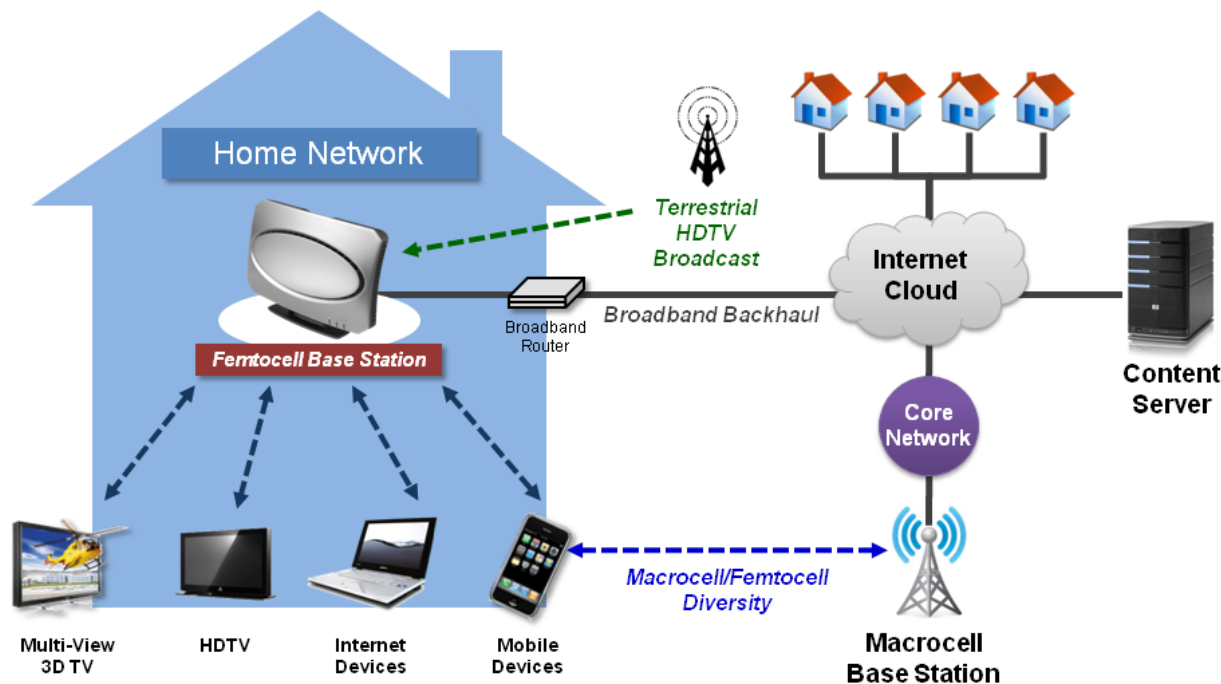 Home Network
Terrestrial
HDTV
Broadcast
Internet
Cloud
Broadband Backhaul
Broadband
Router
Femtocell Base Station
Content
Server
Core
Network
Macrocell/Femtocell
Diversity
Multi-View
3D TV
HDTV
Internet
Devices
Mobile
Devices
Macrocell
Base Station